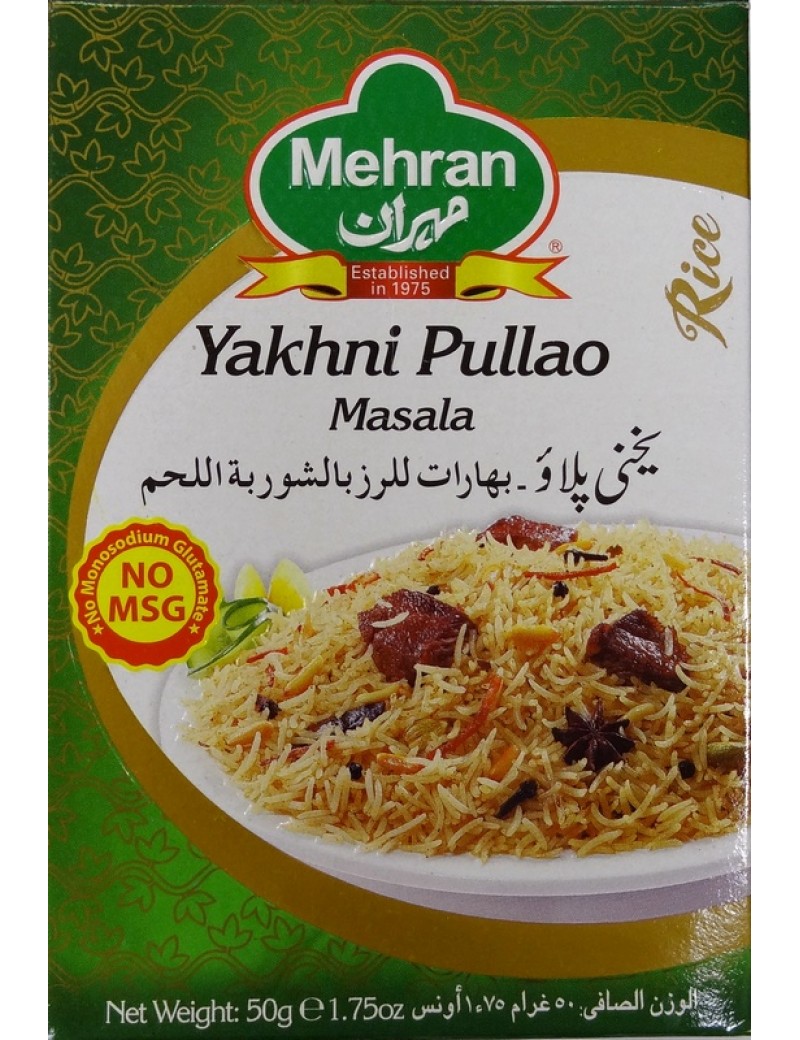 Mehran
مهران
®
Established
in 1975
Rice
Yakhni Pullao
Masala
یخنی پلاؤ - بهارات للرز بالشوربة اللحم
No Monosodium Glutamate
NO
MSG
Net Weight: 50g ℮ 1.75oz الوزن الصافي: ٥٠ غرام ١٫٧٥ أونس